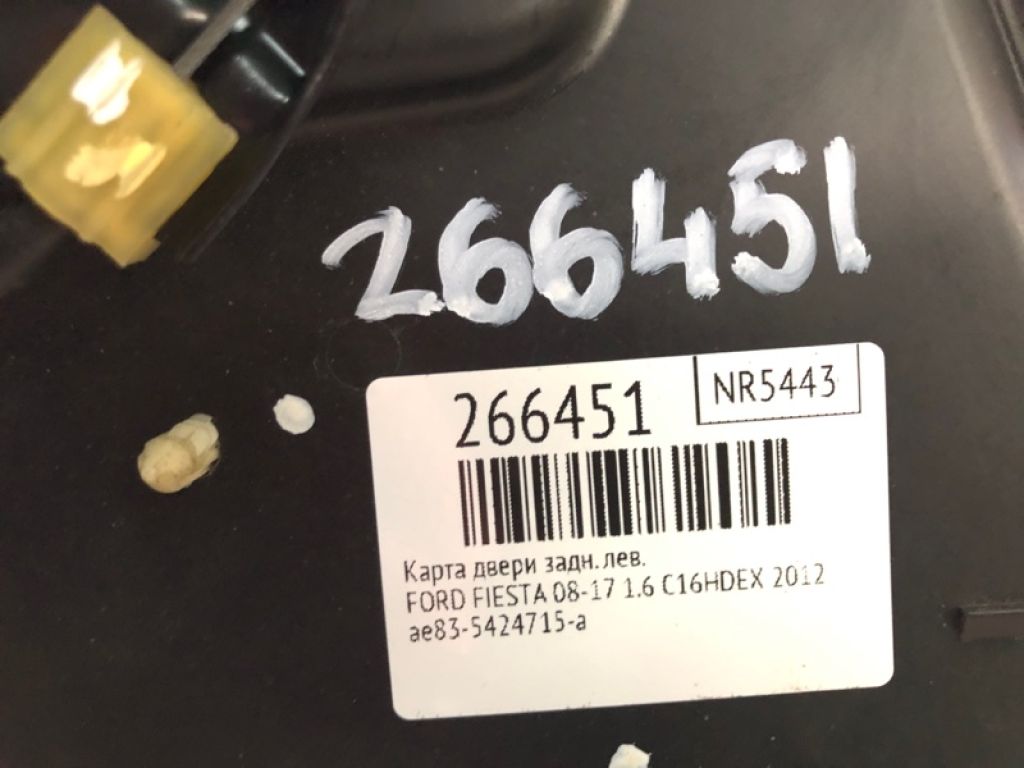 266451
266451
NR5443
Карта двери задн.лев.
FORD FIESTA 08-17 1.6 C16HDEX 2012
ae83-5424715-a